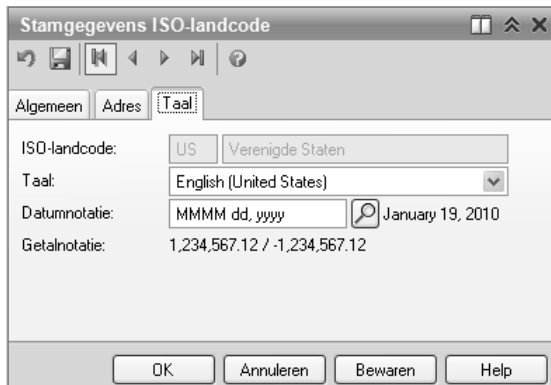 Stamgegevens ISO-landcode
Algemeen Adres Taal
ISO-landcode: US Verenigde Staten
Taal: English (United States)
Datumnotatie: MMMM dd, yyyy January 19, 2010
Getalnotatie: 1,234,567.12 / -1,234,567.12
OK Annuleren Bewaren Help